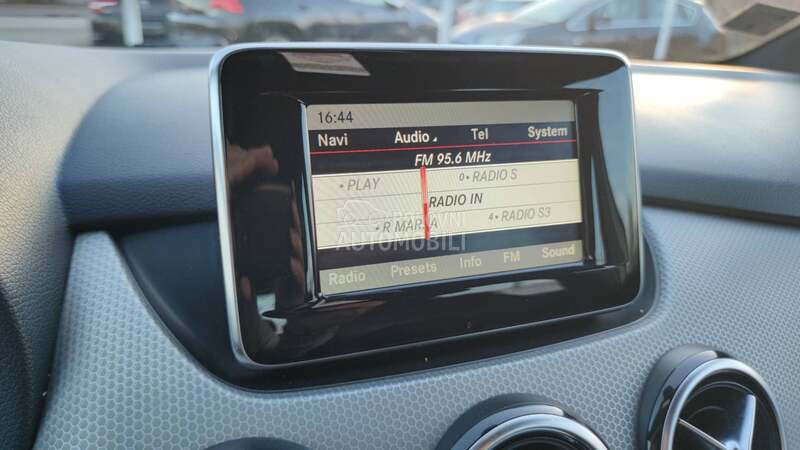 16:44
Navi Audio Tel System
FM 95.6 MHz
• PLAY 0• RADIO S
RADIO IN
• R MAR A 4• RADIO S3
AUTOMOBILI
Radio Presets Info FM Sound